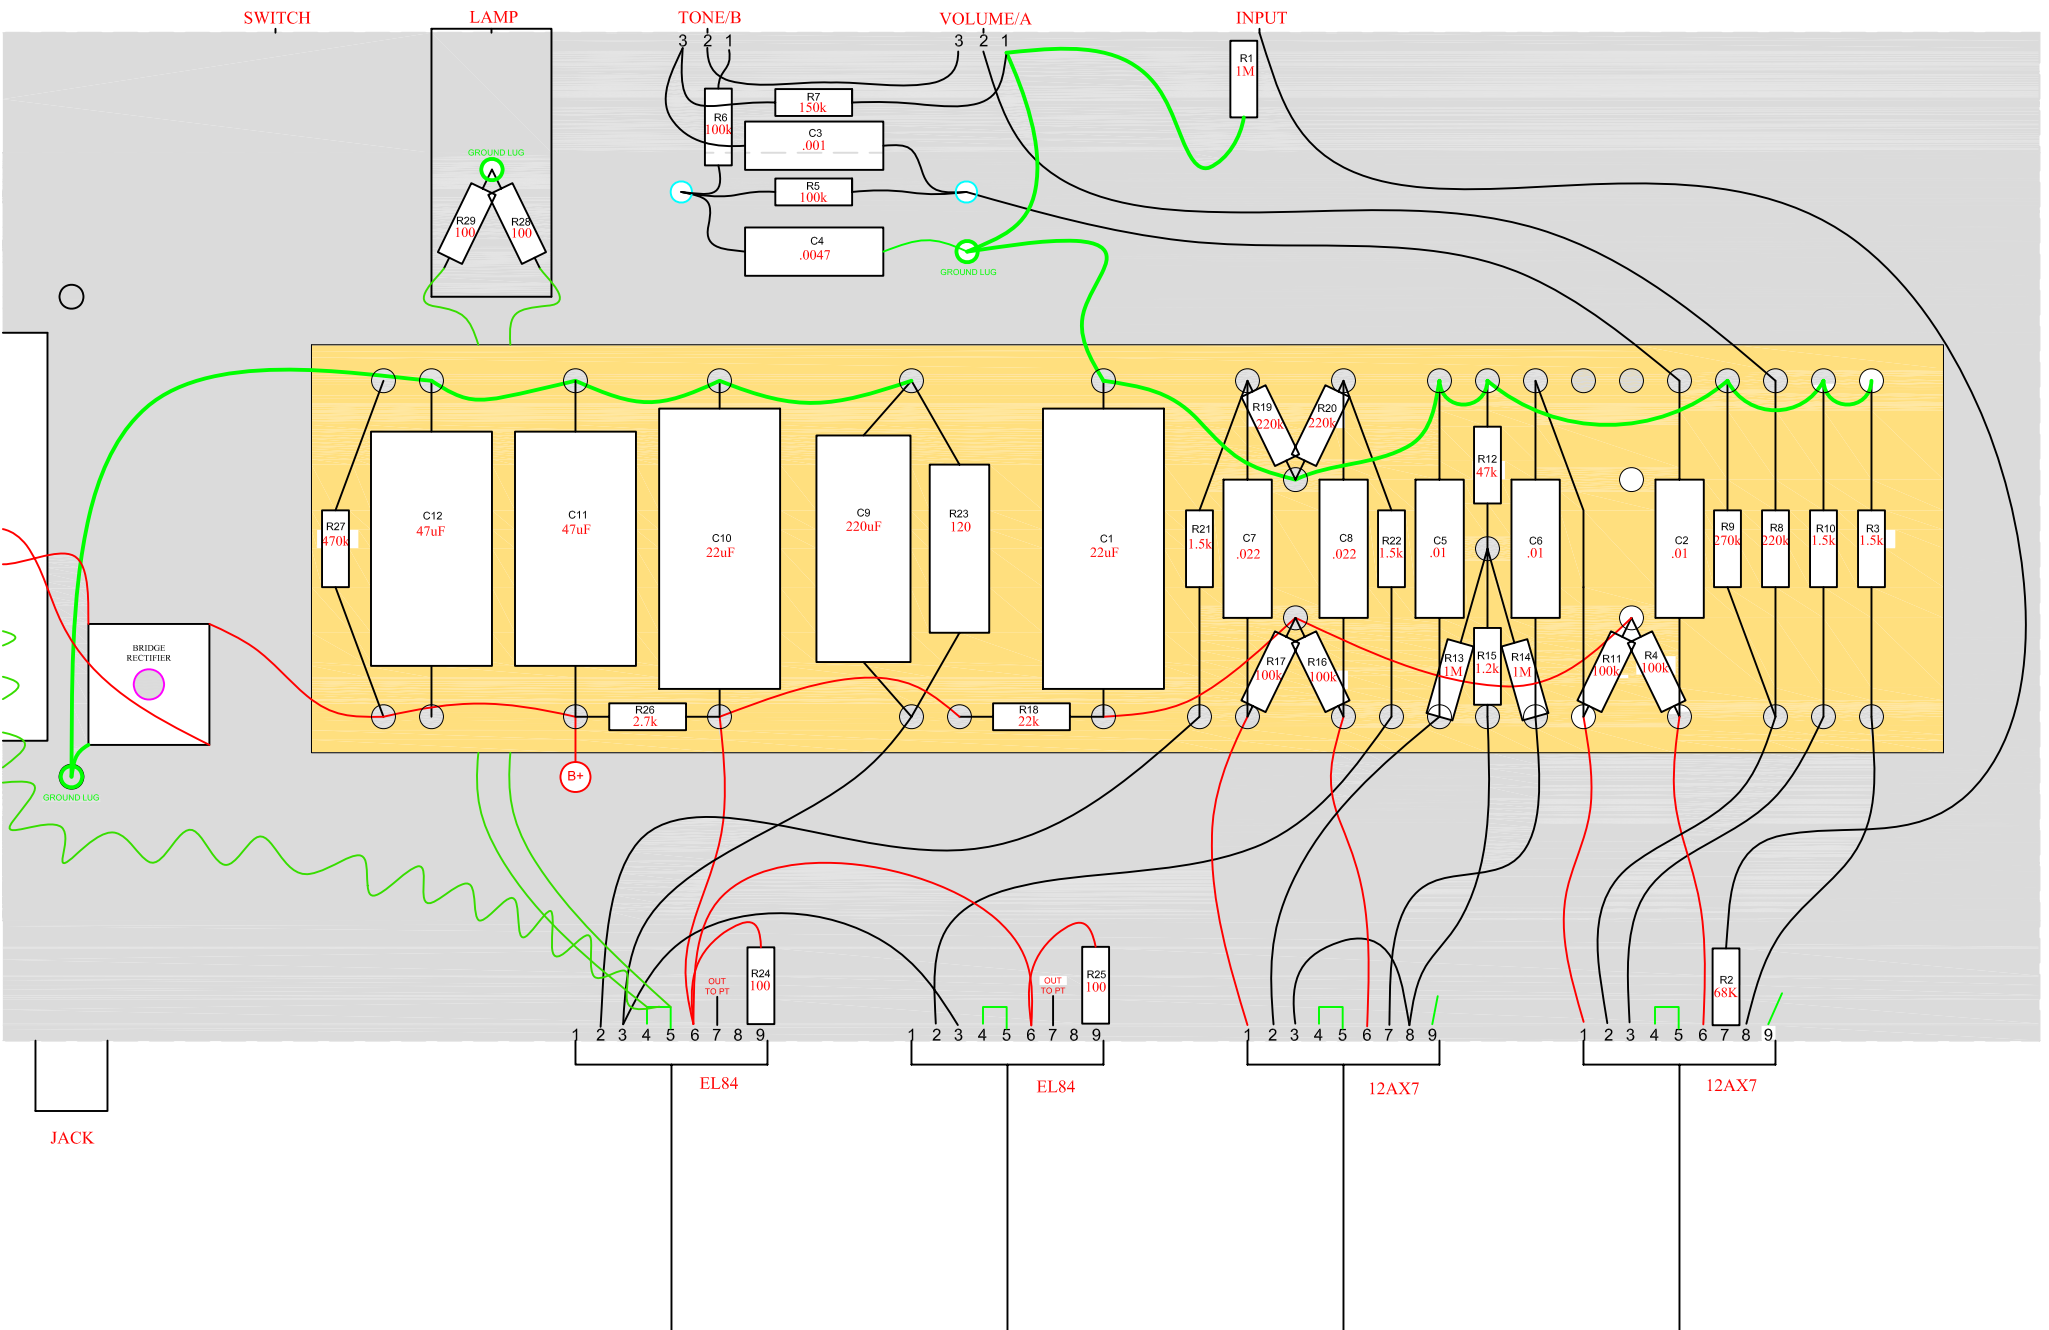 SWITCH
LAMP
TONE/B
VOLUME/A
INPUT
3 2 1
3 2 1
R1
1M
R7
150k
R6
100k
C3
.001
GROUND LUG
R5
100k
R29
100
R28
100
C4
.0047
GROUND LUG
R19
220k
R20
220k
R12
47k
R27
470k
C12
47uF
C11
47uF
C10
22uF
C9
220uF
R23
120
C1
22uF
R21
1.5k
C7
.022
C8
.022
R22
1.5k
C5
.01
C6
.01
C2
.01
R9
270k
R8
220k
R10
1.5k
R3
1.5k
BRIDGE
RECTIFIER
R17
100k
R16
100k
R13
1M
R15
1.2k
R14
1M
R11
100k
R4
100k
R26
2.7k
R18
22k
B+
GROUND LUG
R24
100
OUT
TO PT
R25
100
OUT
TO PT
R2
68K
1 2 3 4 5 6 7 8 9
1 2 3 4 5 6 7 8 9
1 2 3 4 5 6 7 8 9
1 2 3 4 5 6 7 8 9
EL84
EL84
12AX7
12AX7
JACK